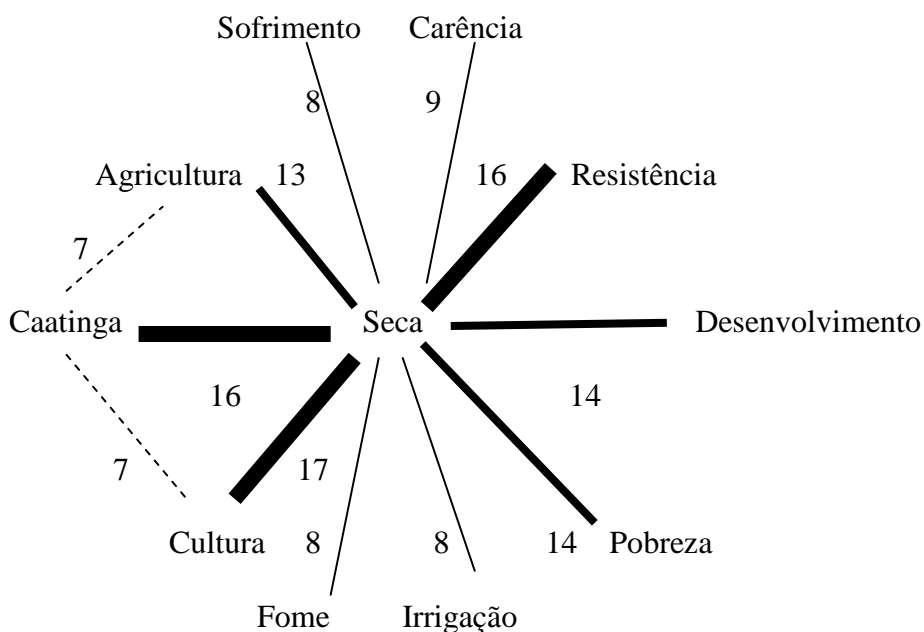 Sofrimento Carência
8 9
Agricultura 13 16 Resistência
7
Caatinga Seca Desenvolvimento
16 14
7 17
Cultura 8 8 14 Pobreza
Fome Irrigação